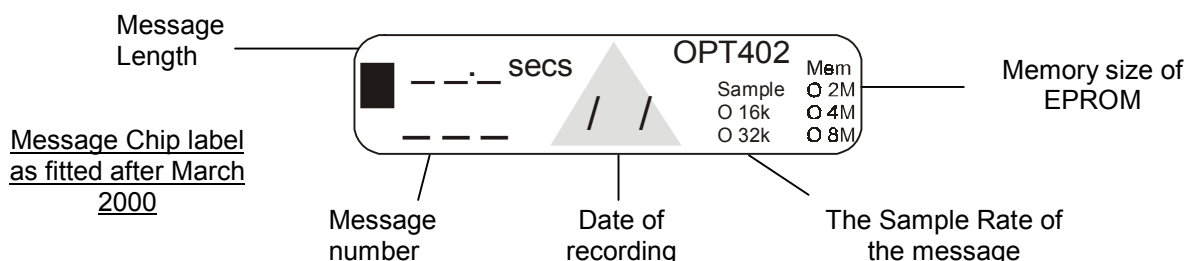 Message
Length
_ _._ secs
_ _ _
/ /
OPT402
Mem
Sample O 2M
O 16k O 4M
O 32k O 8M
Memory size of
EPROM
Message Chip label
as fitted after March
2000
Message
number
Date of
recording
The Sample Rate of
the message